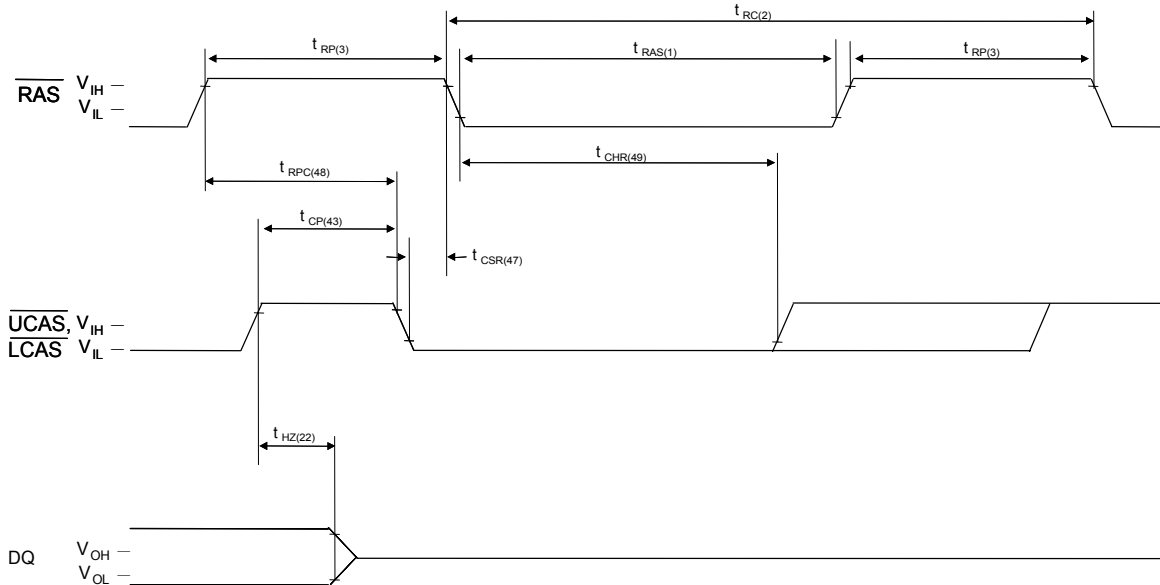 t RC(2)
t RP(3) t RAS(1) t RP(3)
RAS V IH –
V IL –
t CHR(49)
t RPC(48)
t CP(43)
t CSR(47)
UCAS, V IH –
LCAS V IL –
t HZ(22)
DQ V OH –
V OL –